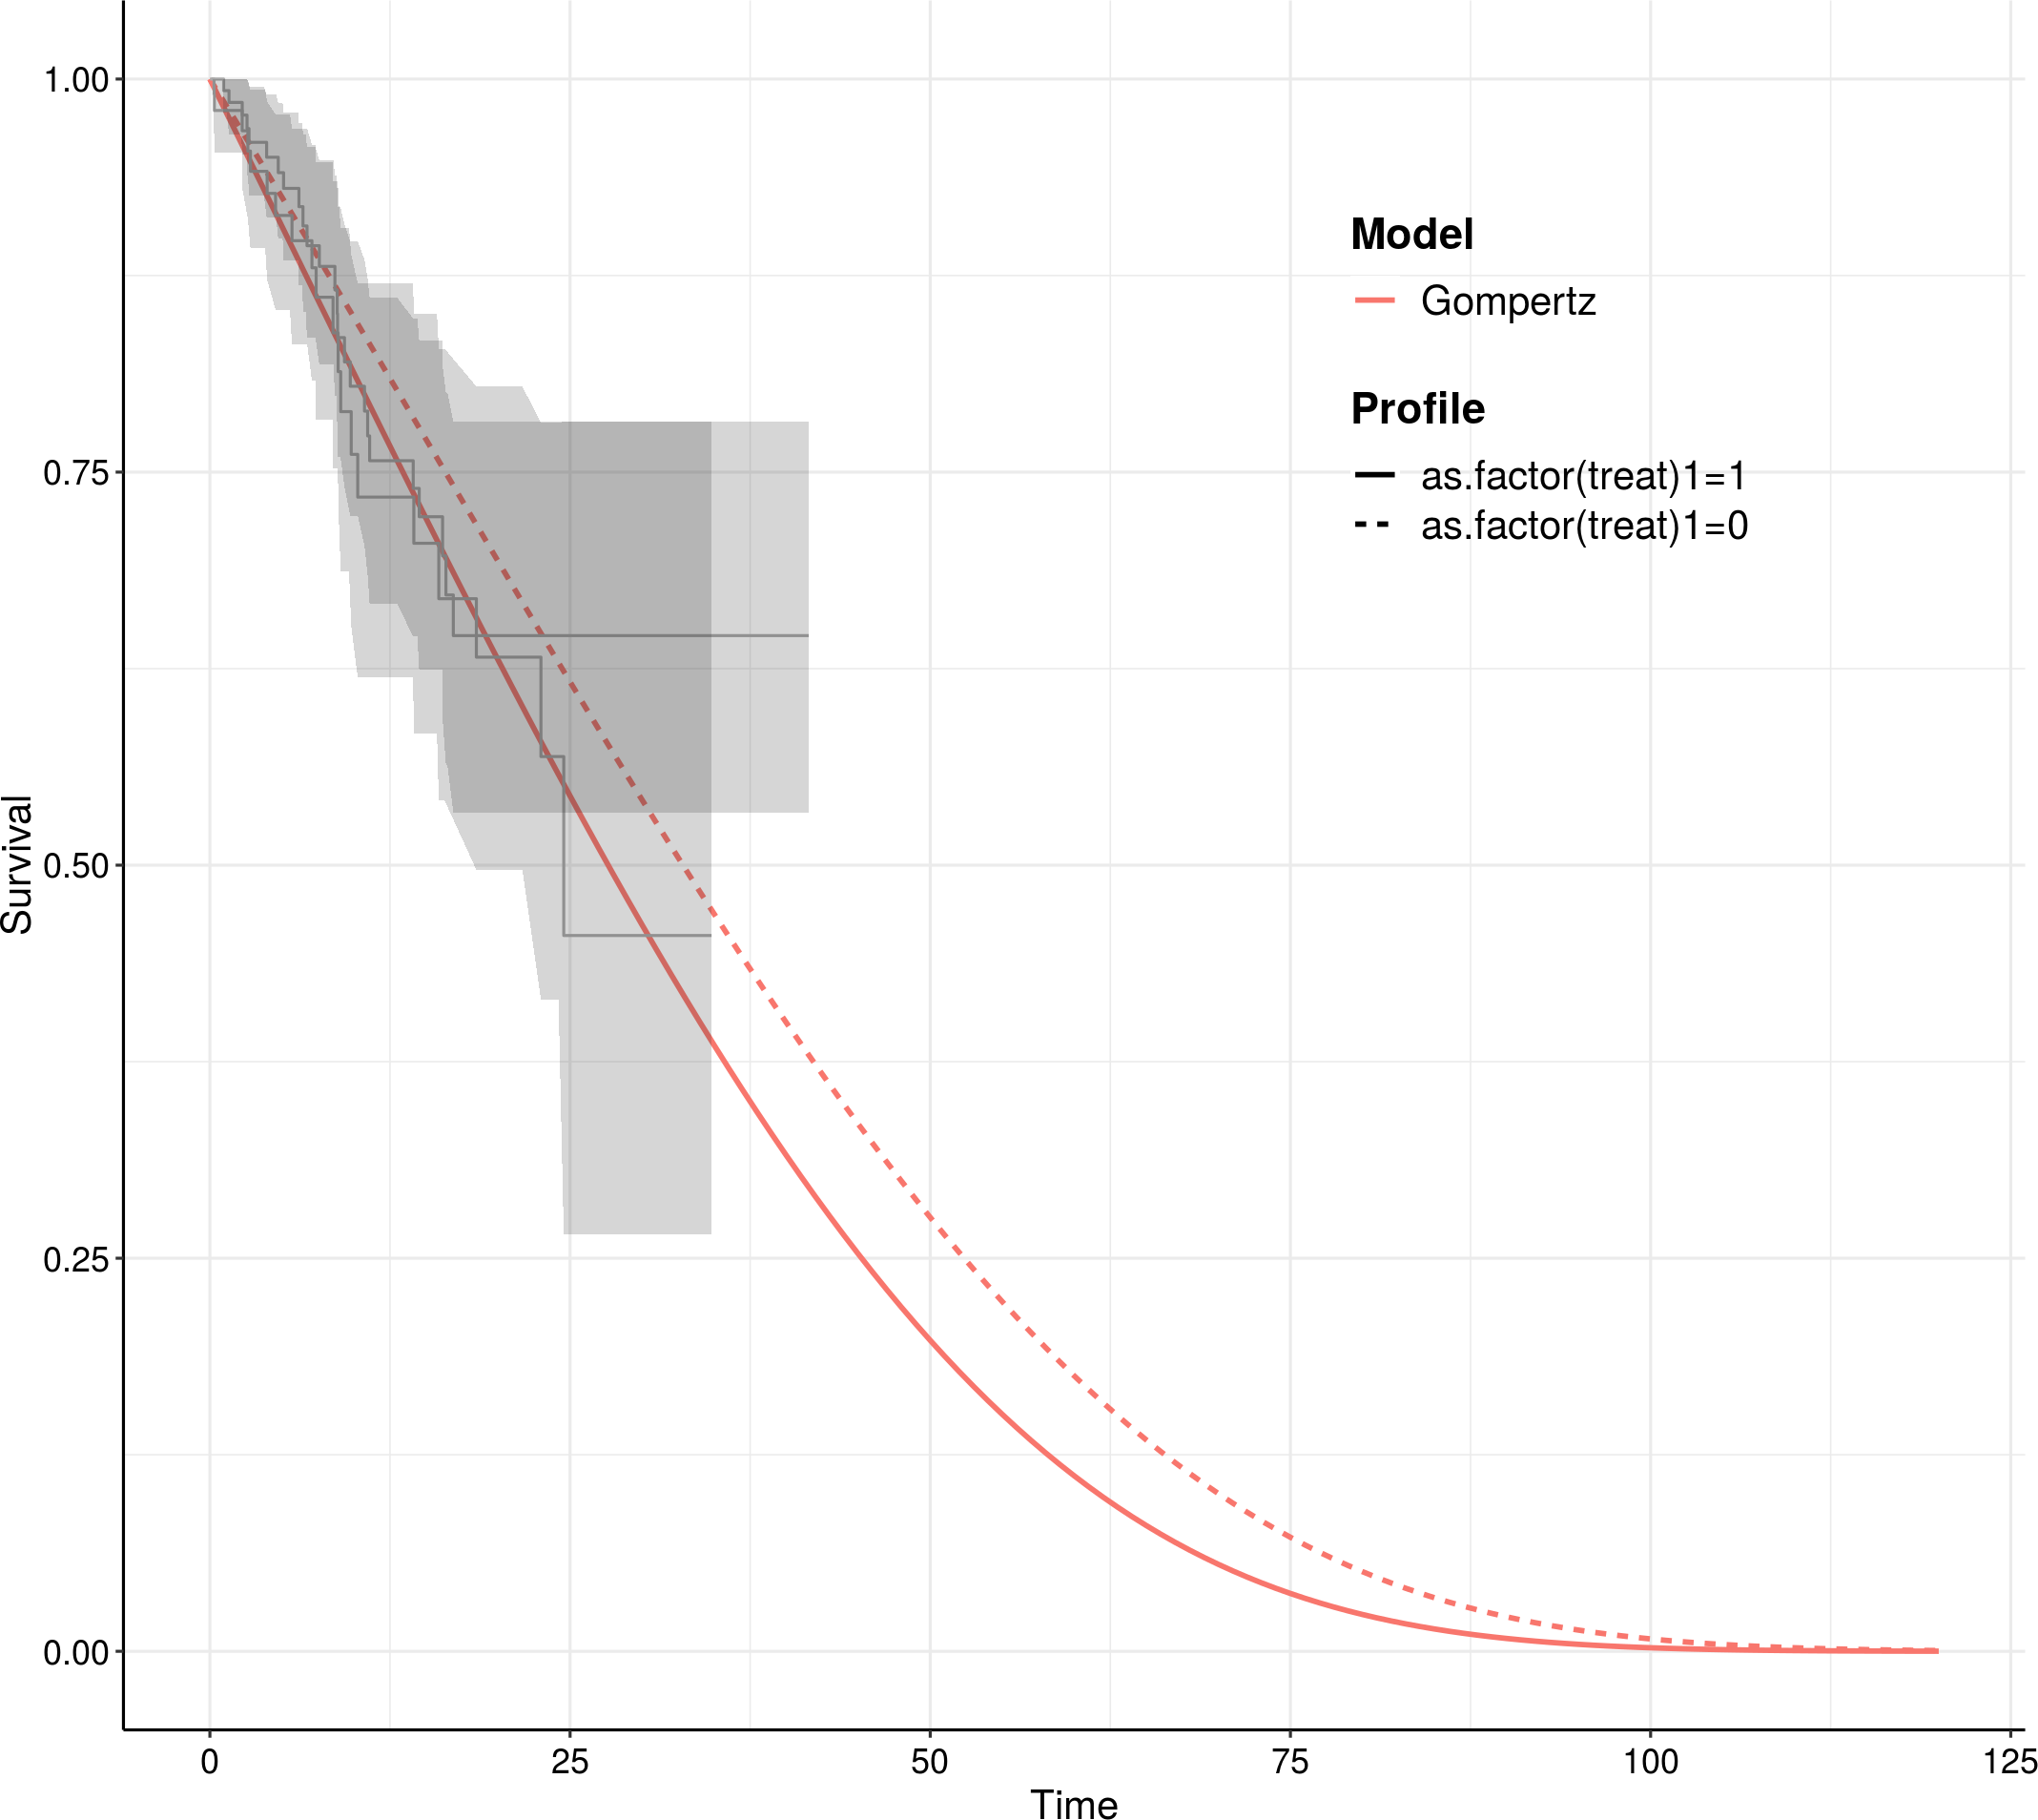 Model
Gompertz
Profile
as.factor(treat)1=1
as.factor(treat)1=0
Survival
1.00
0.75
0.50
0.25
0.00
0 25 50 75 100 125
Time